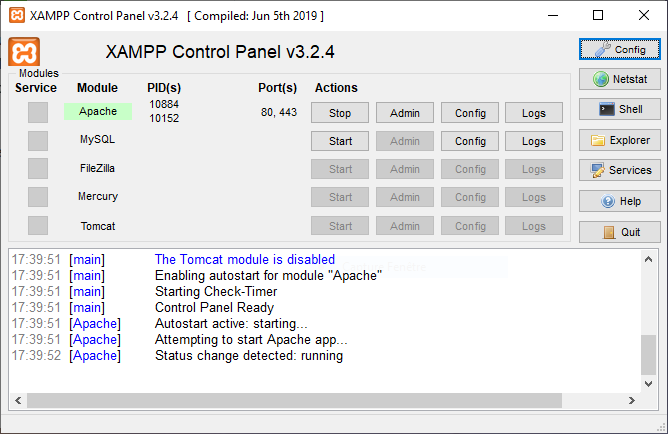 XAMPP Control Panel v3.2.4 [ Compiled: Jun 5th 2019 ]
XAMPP Control Panel v3.2.4
Config
Modules
Service Module PID(s) Port(s) Actions
Netstat
Apache 10884 10152 80, 443 Stop Admin Config Logs
Shell
MySQL Start Admin Config Logs
Explorer
FileZilla Start Admin Config Logs
Services
Mercury Start Admin Config Logs
Help
Tomcat Start Admin Config Logs
Quit
17:39:51 [main] The Tomcat module is disabled
17:39:51 [main] Enabling autostart for module "Apache"
17:39:51 [main] Starting Check-Timer
17:39:51 [main] Control Panel Ready
17:39:51 [Apache] Autostart active: starting...
17:39:51 [Apache] Attempting to start Apache app...
17:39:52 [Apache] Status change detected: running